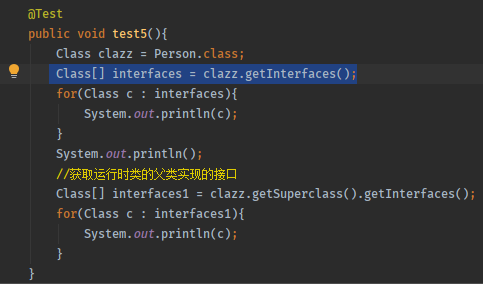 @Test
public void test5(){
Class clazz = Person.class;
Class[] interfaces = clazz.getInterfaces();
for(Class c : interfaces){
System.out.println(c);
}
System.out.println();
//获取运行时类的父类实现的接口
Class[] interfaces1 = clazz.getSuperclass().getInterfaces();
for(Class c : interfaces1){
System.out.println(c);
}
}